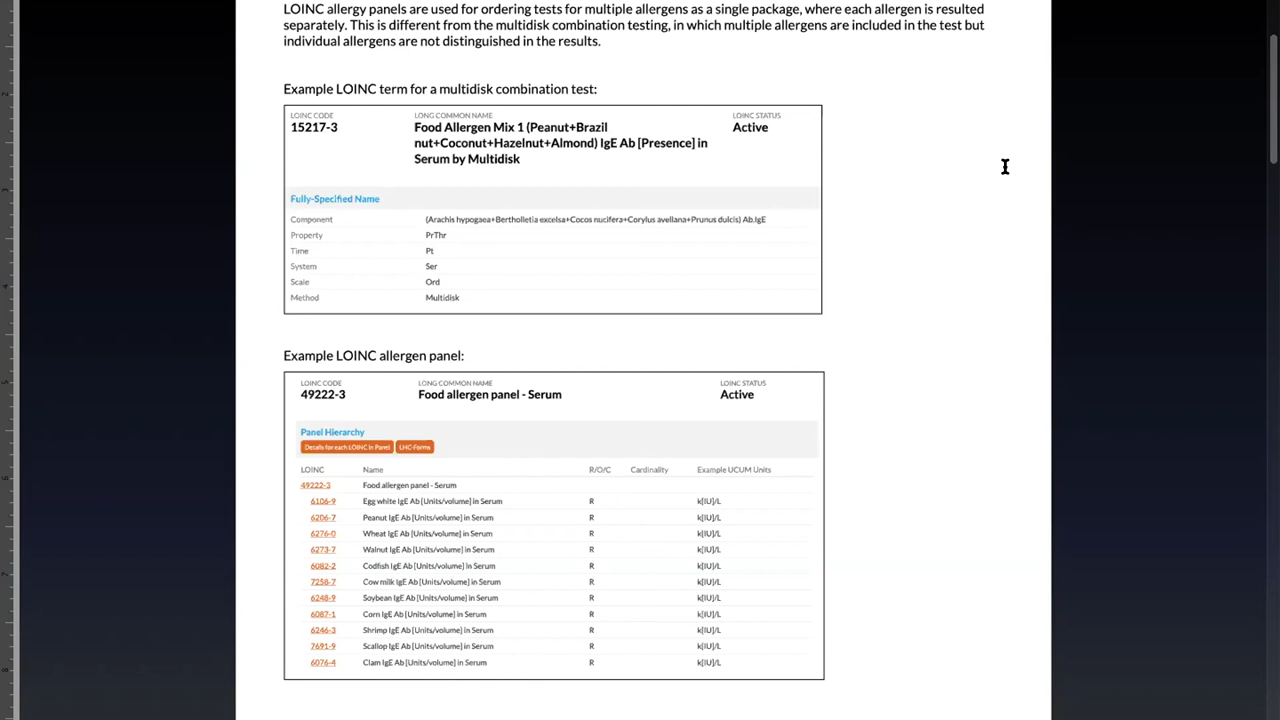 LOINC allergy panels are used for ordering tests for multiple allergens as a single package, where each allergen is resulted
separately. This is different from the multidisk combination testing, in which multiple allergens are included in the test but
individual allergens are not distinguished in the results.
Example LOINC term for a multidisk combination test:
LOINC CODE LONG COMMON NAME LOINC STATUS
15217-3 Food Allergen Mix 1 (Peanut+Brazil Active
nut+Coconut+Hazelnut+Almond) IgE Ab [Presence] in
Serum by Multidisk
Fully-Specified Name
Component (Arachis hypogaea+Bertholletia excelsa+Cocos nucifera+Corylus avellana+Prunus dulcis) Ab.IgE
Property PrThr
Time Pt
System Ser
Scale Ord
Method Multidisk
Example LOINC allergen panel:
LOINC CODE LONG COMMON NAME LOINC STATUS
49222-3 Food allergen panel - Serum Active
Panel Hierarchy
Details for each LOINC in Panel LHC-Forms
LOINC Name R/O/C Cardinality Example UCUM Units
49222-3 Food allergen panel - Serum
6106-9 Egg white IgE Ab [Units/volume] in Serum R k[IU]/L
6206-7 Peanut IgE Ab [Units/volume] in Serum R k[IU]/L
6276-0 Wheat IgE Ab [Units/volume] in Serum R k[IU]/L
6273-7 Walnut IgE Ab [Units/volume] in Serum R k[IU]/L
6082-2 Codfish IgE Ab [Units/volume] in Serum R k[IU]/L
7258-7 Cow milk IgE Ab [Units/volume] in Serum R k[IU]/L
6248-9 Soybean IgE Ab [Units/volume] in Serum R k[IU]/L
6087-1 Corn IgE Ab [Units/volume] in Serum R k[IU]/L
6246-3 Shrimp IgE Ab [Units/volume] in Serum R k[IU]/L
7691-9 Scallop IgE Ab [Units/volume] in Serum R k[IU]/L
6076-4 Clam IgE Ab [Units/volume] in Serum R k[IU]/L